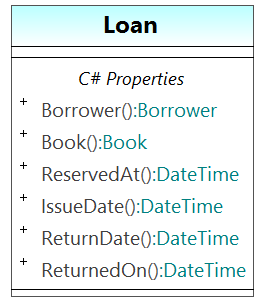 Loan
C# Properties
+ Borrower():Borrower
+ Book():Book
+ ReservedAt():DateTime
+ IssueDate():DateTime
+ ReturnDate():DateTime
+ ReturnedOn():DateTime